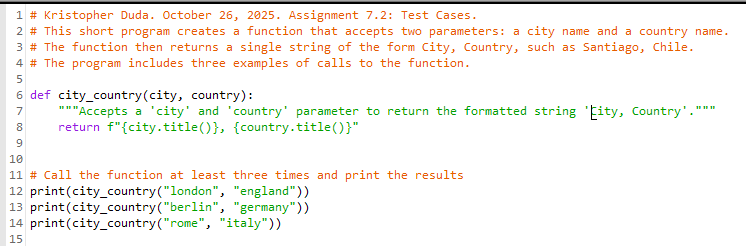 1 # Kristopher Duda. October 26, 2025. Assignment 7.2: Test Cases.
2 # This short program creates a function that accepts two parameters: a city name and a country name.
3 # The function then returns a single string of the form City, Country, such as Santiago, Chile.
4 # The program includes three examples of calls to the function.
5
6 def city_country(city, country):
7     """Accepts a 'city' and 'country' parameter to return the formatted string 'City, Country'."""
8     return f"{city.title()}, {country.title()}"
9
10
11 # Call the function at least three times and print the results
12 print(city_country("london", "england"))
13 print(city_country("berlin", "germany"))
14 print(city_country("rome", "italy"))
15